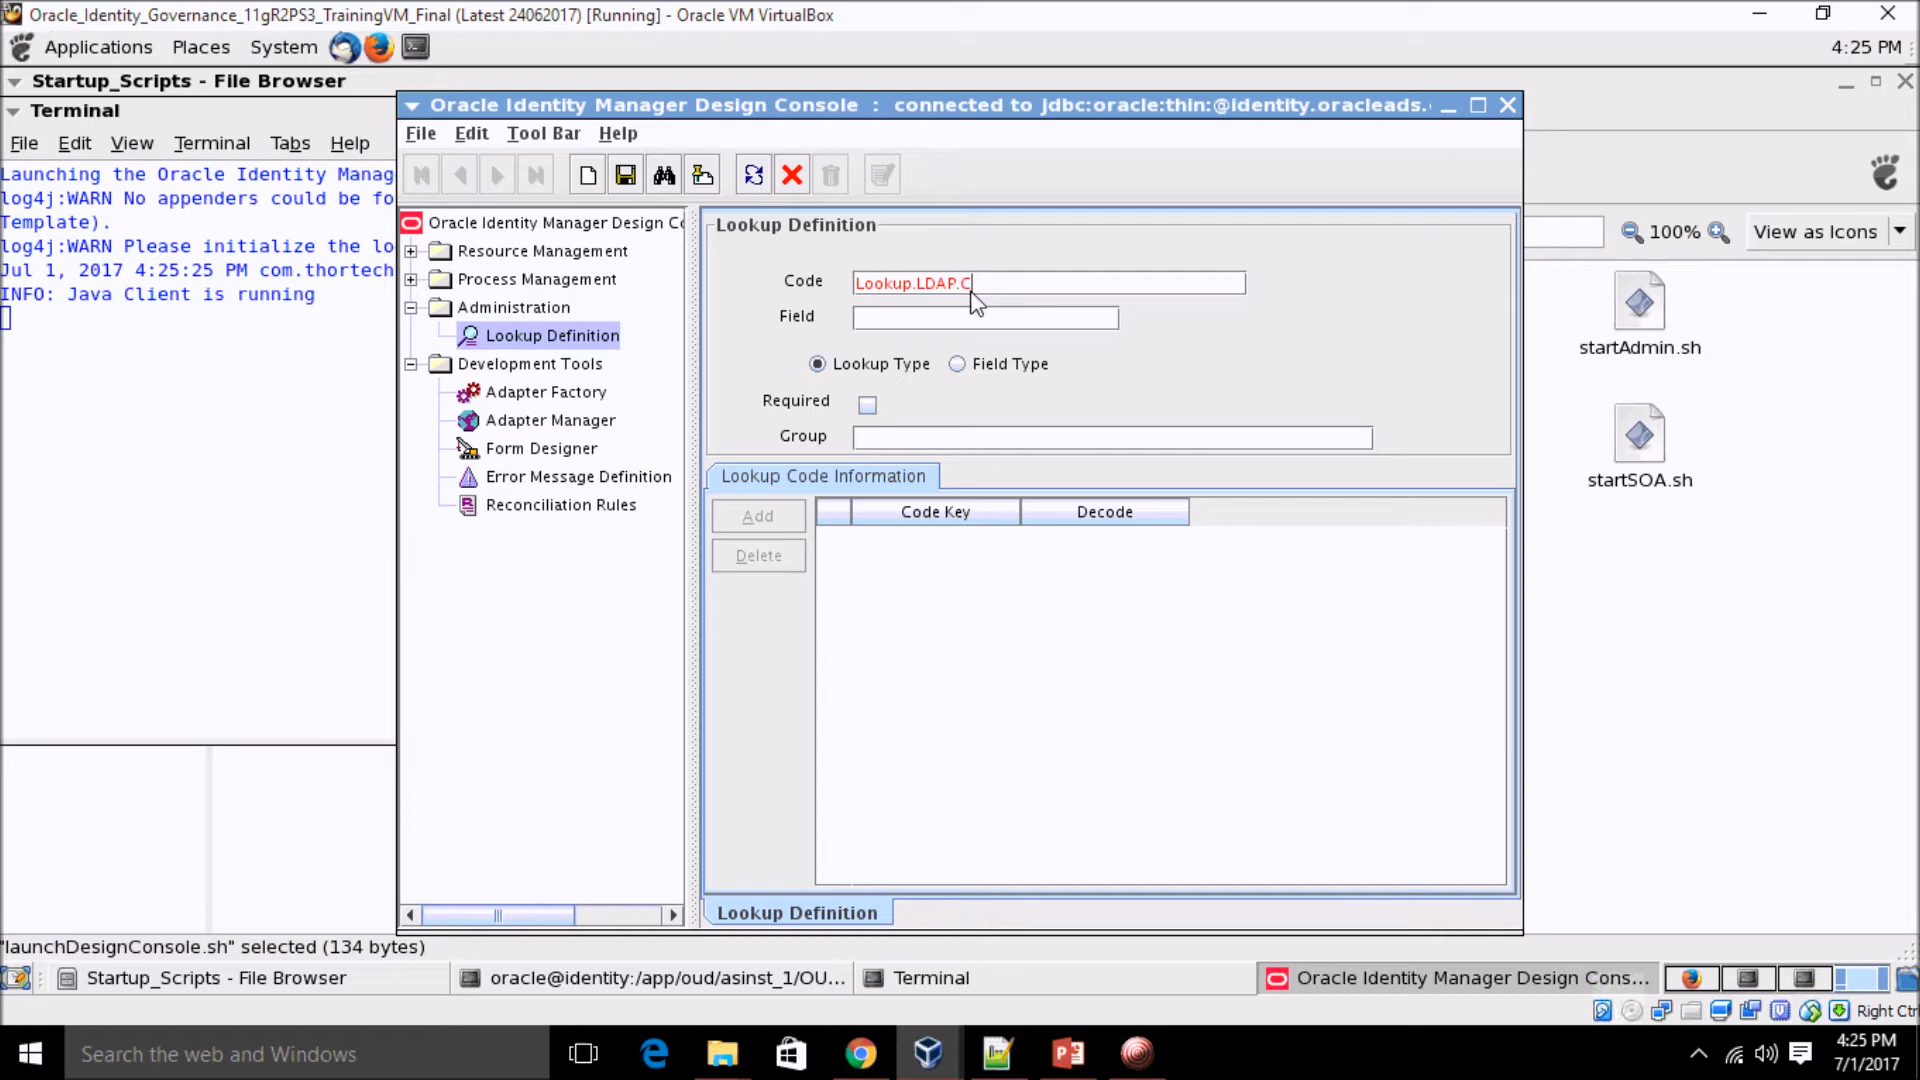 Oracle_Identity_Governance_11gR2PS3_TrainingVM_Final (Latest 24062017) [Running] - Oracle VM VirtualBox
Applications Places System 4:25 PM
Startup_Scripts - File Browser
Terminal
File Edit View Terminal Tabs Help
Launching the Oracle Identity Manag
log4j:WARN No appenders could be fo
Template).
log4j:WARN Please initialize the lo
Jul 1, 2017 4:25:25 PM com.thortech
INFO: Java Client is running
Oracle Identity Manager Design Console : connected to jdbc:oracle:thin:@identity.oracleads.
File Edit Tool Bar Help
Oracle Identity Manager Design Co
Resource Management
Process Management
Administration
Lookup Definition
Development Tools
Adapter Factory
Adapter Manager
Form Designer
Error Message Definition
Reconciliation Rules
Lookup Definition
Code Lookup.LDAP.C
Field
Lookup Type Field Type
Required
Group
Lookup Code Information
Add
Delete
Code Key Decode
Lookup Definition
100% View as Icons
startAdmin.sh
startSOA.sh
"launchDesignConsole.sh" selected (134 bytes)
Startup_Scripts - File Browser oracle@identity:/app/oud/asinst_1/OU... Terminal Oracle Identity Manager Design Cons...
Right Ctrl
Search the web and Windows
4:25 PM
7/1/2017